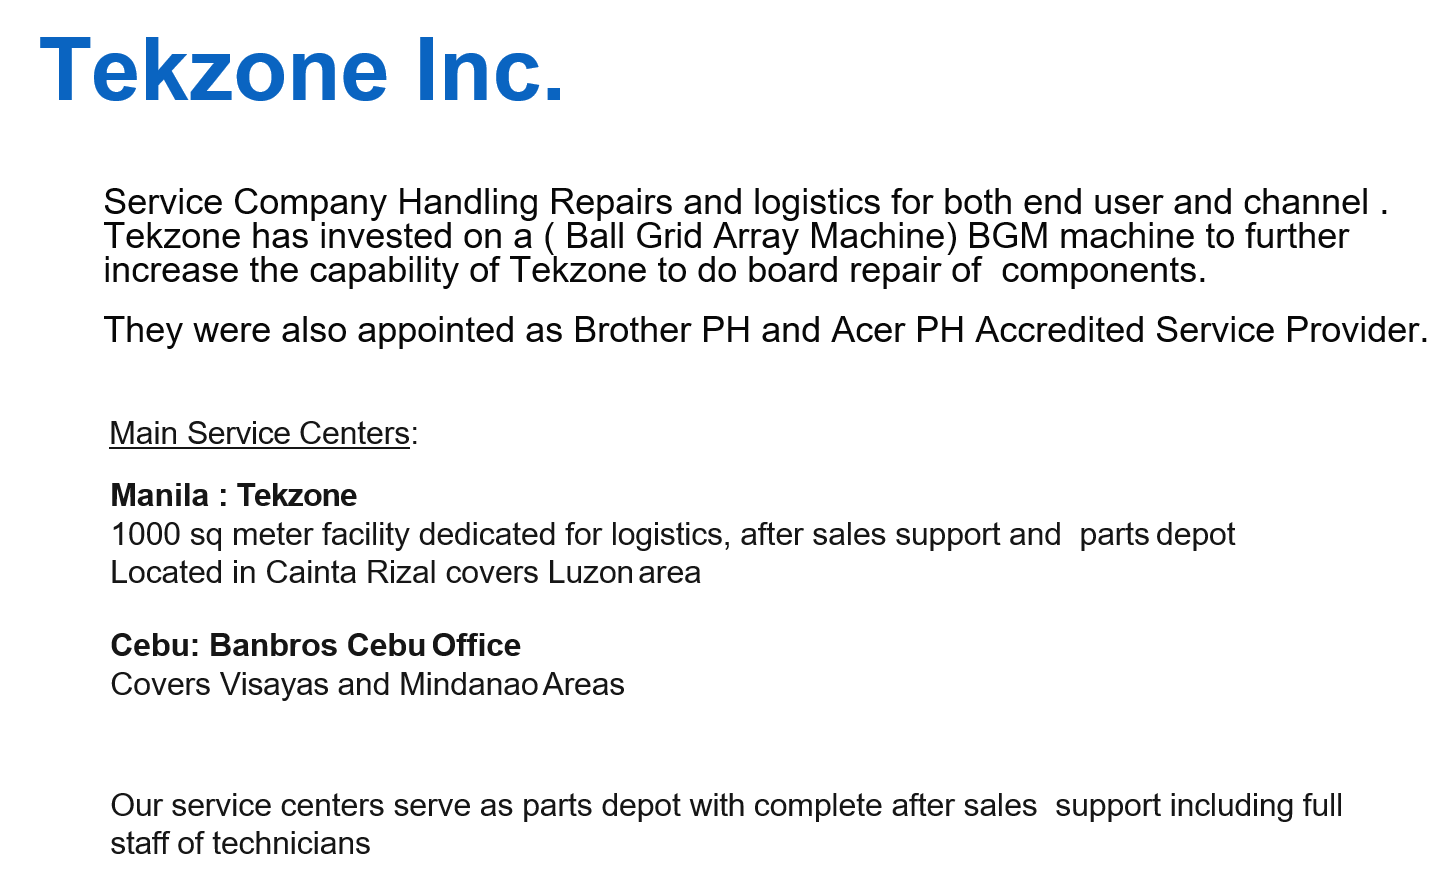 Tekzone Inc.
Service Company Handling Repairs and logistics for both end user and channel .
Tekzone has invested on a ( Ball Grid Array Machine) BGM machine to further
increase the capability of Tekzone to do board repair of  components.
They were also appointed as Brother PH and Acer PH Accredited Service Provider.
Main Service Centers:
Manila : Tekzone
1000 sq meter facility dedicated for logistics, after sales support and  parts depot
Located in Cainta Rizal covers Luzon area
Cebu: Banbros Cebu Office
Covers Visayas and Mindanao Areas
Our service centers serve as parts depot with complete after sales  support including full
staff of technicians